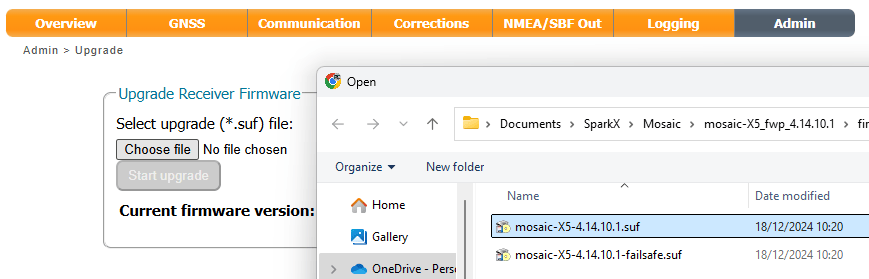 Overview GNSS Communication Corrections NMEA/SBF Out Logging Admin
Admin > Upgrade
Upgrade Receiver Firmware
Select upgrade (*.suf) file:
Choose file No file chosen
Start upgrade
Current firmware version:
Open
Documents > SparkX > Mosaic > mosaic-X5_fwp_4.14.10.1 >
Organize New folder
Name Date modified
Home
Gallery
OneDrive - Perso
mosaic-X5-4.14.10.1.suf 18/12/2024 10:20
mosaic-X5-4.14.10.1-failsafe.suf 18/12/2024 10:20